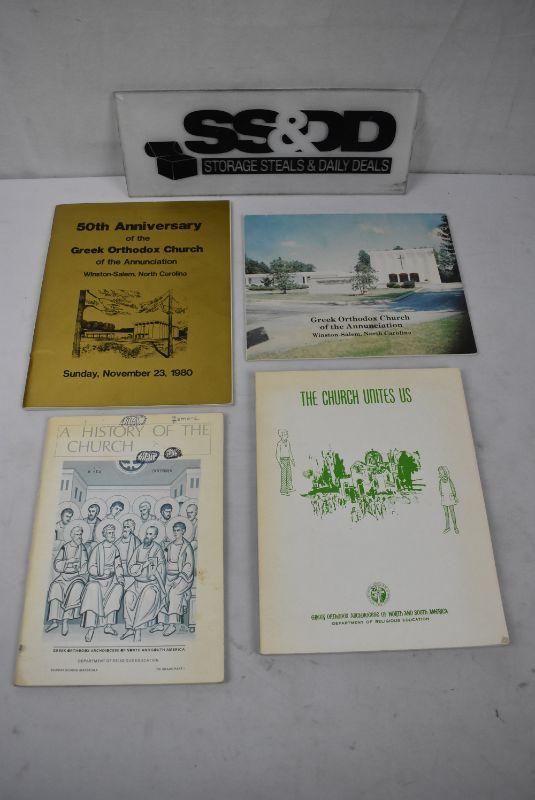 SS&DD
STORAGE STEALS & DAILY DEALS
50th Anniversary
of the
Greek Orthodox Church
of the Annunciation
Winston-Salem, North Carolina
Sunday, November 23, 1980
Greek Orthodox Church
of the Annunciation
Winston-Salem, North Carolina
A HISTORY OF THE
CHURCH
GREEK ORTHODOX ARCHDIOCESE OF NORTH AND SOUTH AMERICA
DEPARTMENT OF RELIGIOUS EDUCATION
THE CHURCH UNITES US
GREEK ORTHODOX ARCHDIOCESE OF NORTH AND SOUTH AMERICA
DEPARTMENT OF RELIGIOUS EDUCATION